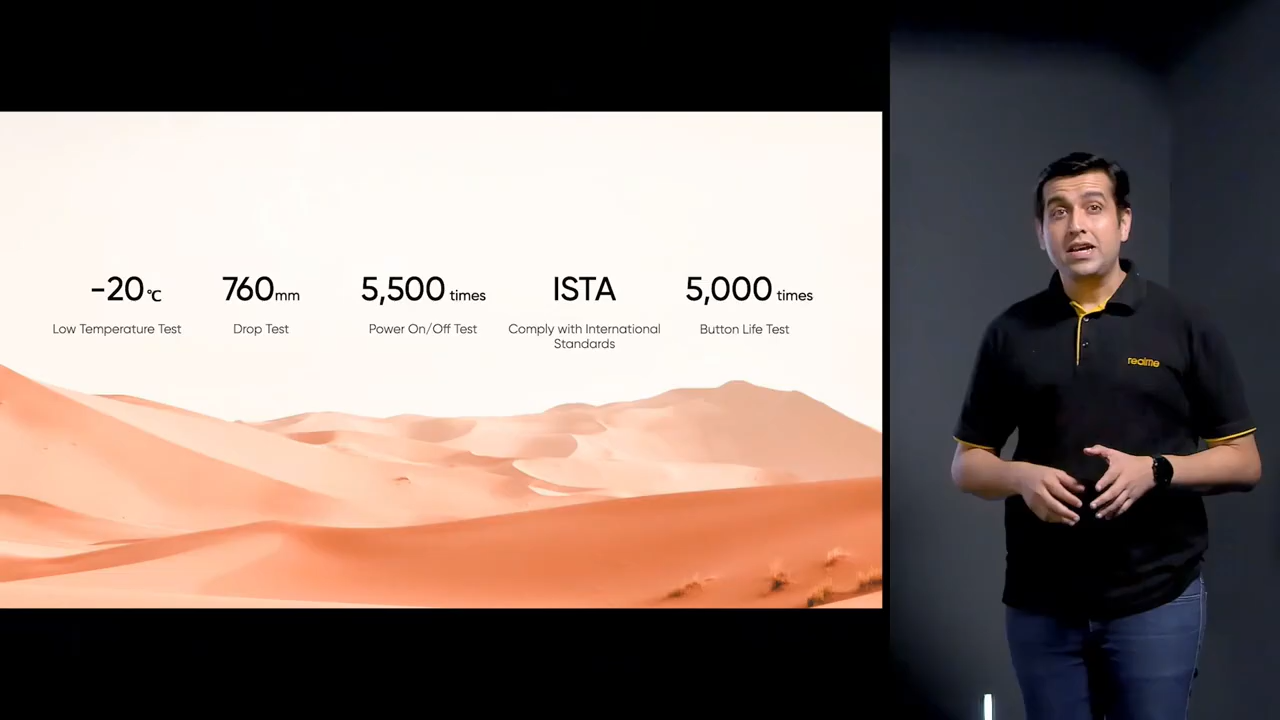 -20℃
Low Temperature Test
760mm
Drop Test
5,500 times
Power On/Off Test
ISTA
Comply with International
Standards
5,000 times
Button Life Test
realme